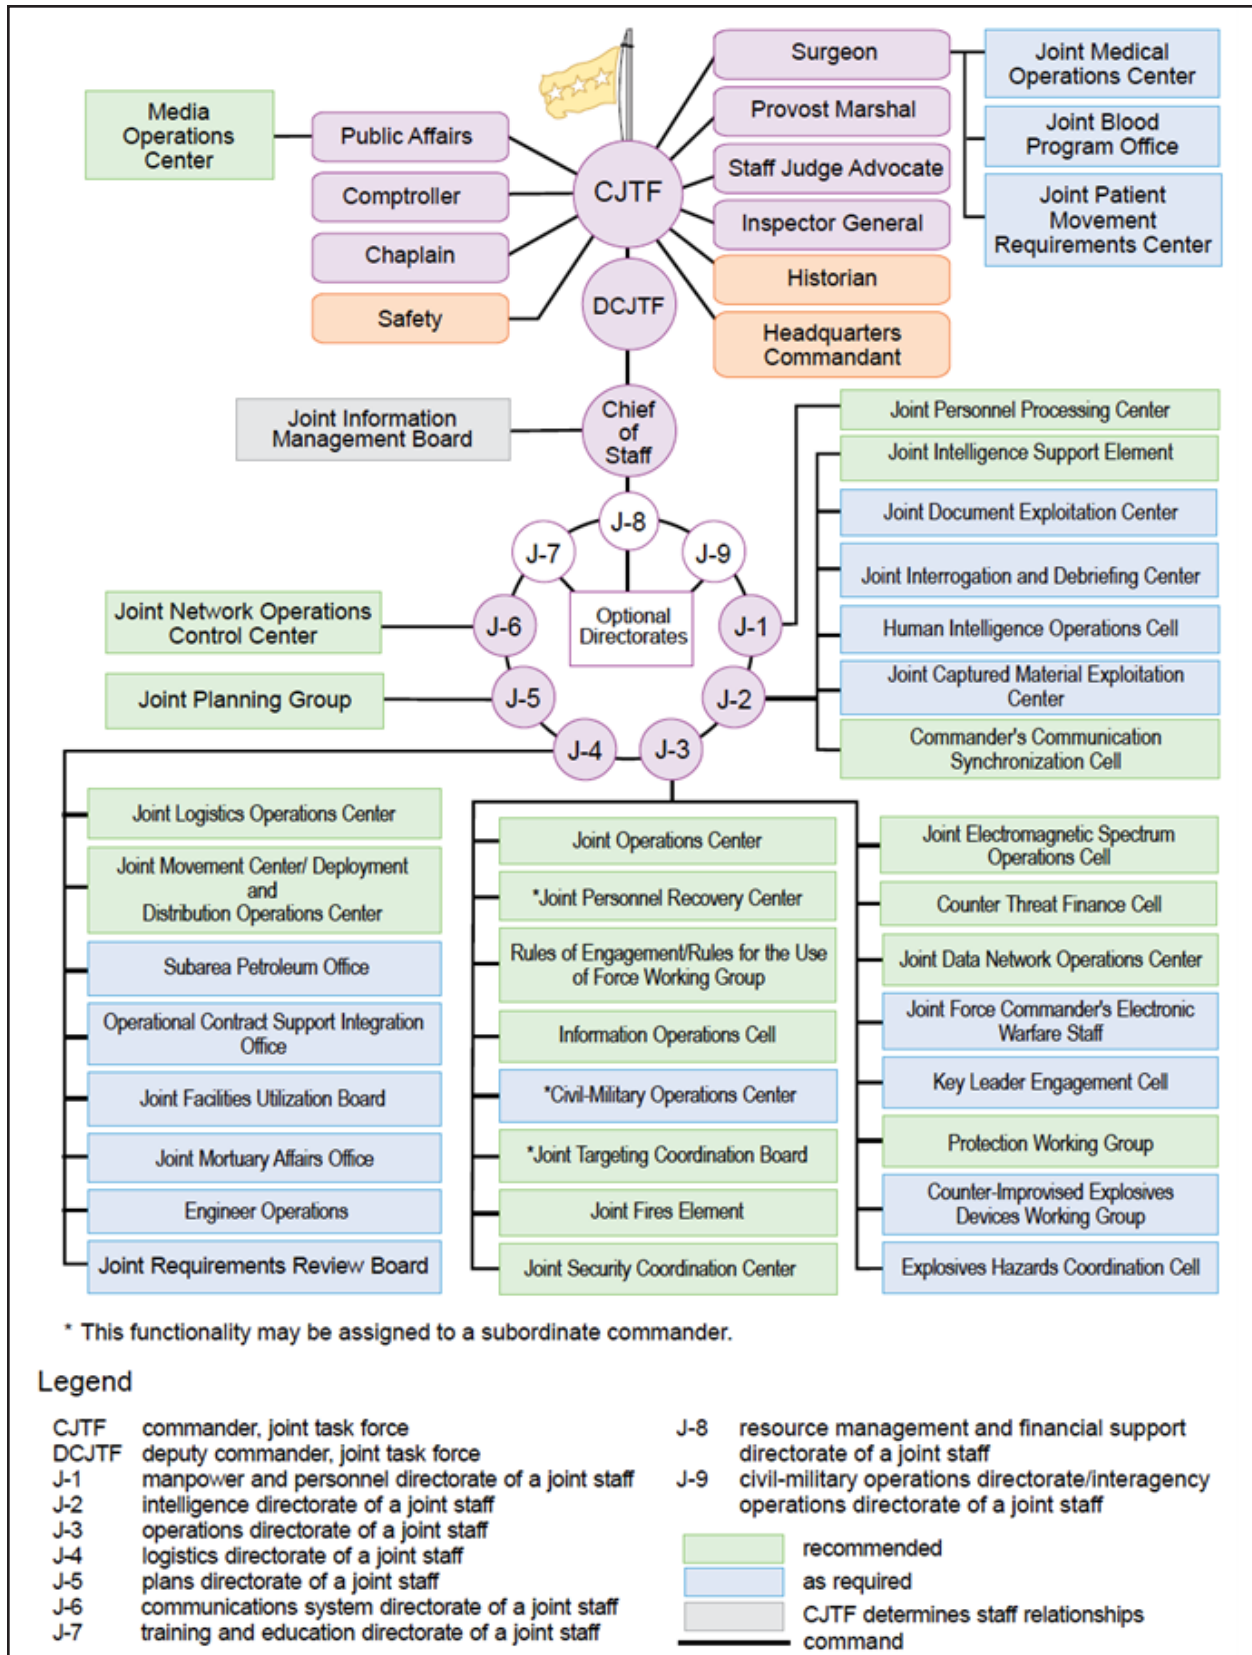 Media
Operations
Center
Public Affairs
Comptroller
Chaplain
Safety
CJTF
DCJTF
Chief
of
Staff
Surgeon
Provost Marshal
Staff Judge Advocate
Inspector General
Historian
Headquarters
Commandant
Joint Medical
Operations Center
Joint Blood
Program Office
Joint Patient
Movement
Requirements Center
Joint Information
Management Board
J-8
J-7
J-9
J-6
J-1
J-5
J-2
J-4
J-3
Optional
Directorates
Joint Network Operations
Control Center
Joint Planning Group
Joint Personnel Processing Center
Joint Intelligence Support Element
Joint Document Exploitation Center
Joint Interrogation and Debriefing Center
Human Intelligence Operations Cell
Joint Captured Material Exploitation
Center
Commander's Communication
Synchronization Cell
Joint Logistics Operations Center
Joint Movement Center/ Deployment
and
Distribution Operations Center
Subarea Petroleum Office
Operational Contract Support Integration
Office
Joint Facilities Utilization Board
Joint Mortuary Affairs Office
Engineer Operations
Joint Requirements Review Board
Joint Operations Center
*Joint Personnel Recovery Center
Rules of Engagement/Rules for the Use
of Force Working Group
Information Operations Cell
*Civil-Military Operations Center
*Joint Targeting Coordination Board
Joint Fires Element
Joint Security Coordination Center
Joint Electromagnetic Spectrum
Operations Cell
Counter Threat Finance Cell
Joint Data Network Operations Center
Joint Force Commander's Electronic
Warfare Staff
Key Leader Engagement Cell
Protection Working Group
Counter-Improvised Explosives
Devices Working Group
Explosives Hazards Coordination Cell
* This functionality may be assigned to a subordinate commander.
Legend
CJTF commander, joint task force
DCJTF deputy commander, joint task force
J-1 manpower and personnel directorate of a joint staff
J-2 intelligence directorate of a joint staff
J-3 operations directorate of a joint staff
J-4 logistics directorate of a joint staff
J-5 plans directorate of a joint staff
J-6 communications system directorate of a joint staff
J-7 training and education directorate of a joint staff
J-8 resource management and financial support
directorate of a joint staff
J-9 civil-military operations directorate/interagency
operations directorate of a joint staff
recommended
as required
CJTF determines staff relationships
command